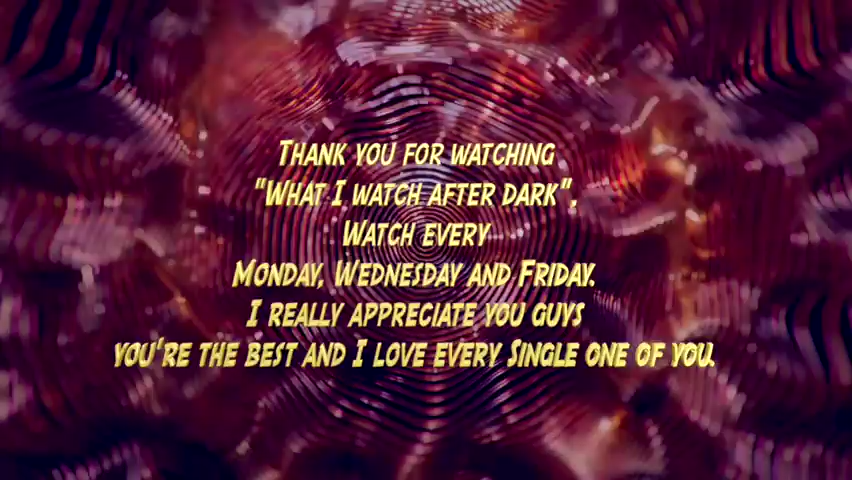 Thank you for watching
"What I watch after dark",
Watch every
Monday, Wednesday and Friday.
I really appreciate you guys
you're the best and I love every Single one of you.